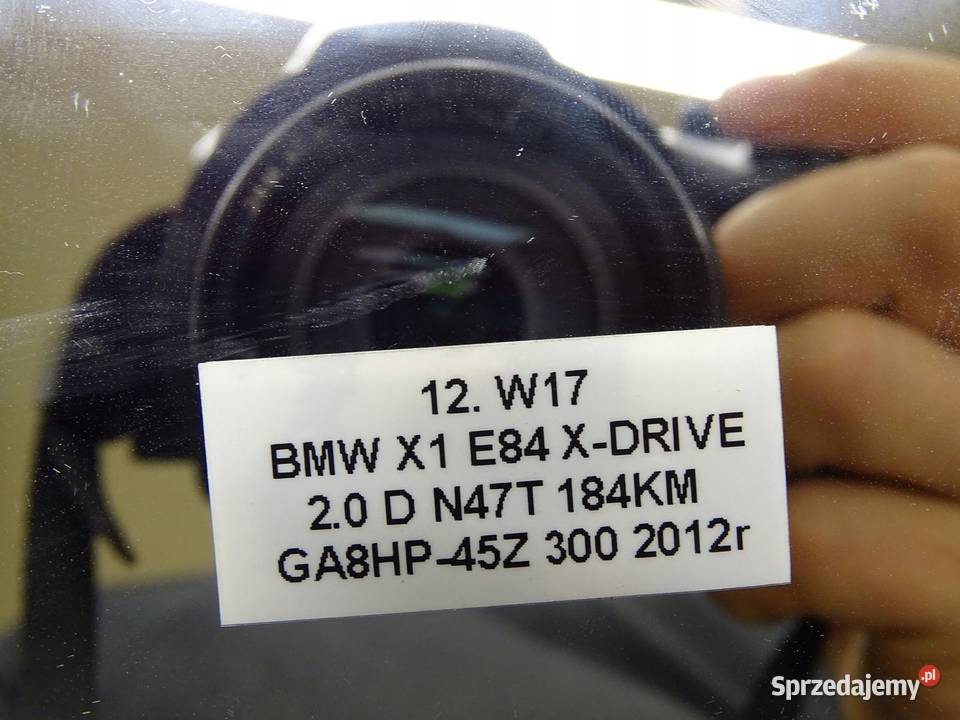 12. W17
BMW X1 E84 X-DRIVE
2.0 D N47T 184KM
GA8HP-45Z 300 2012r
Sprzedajemy.pl